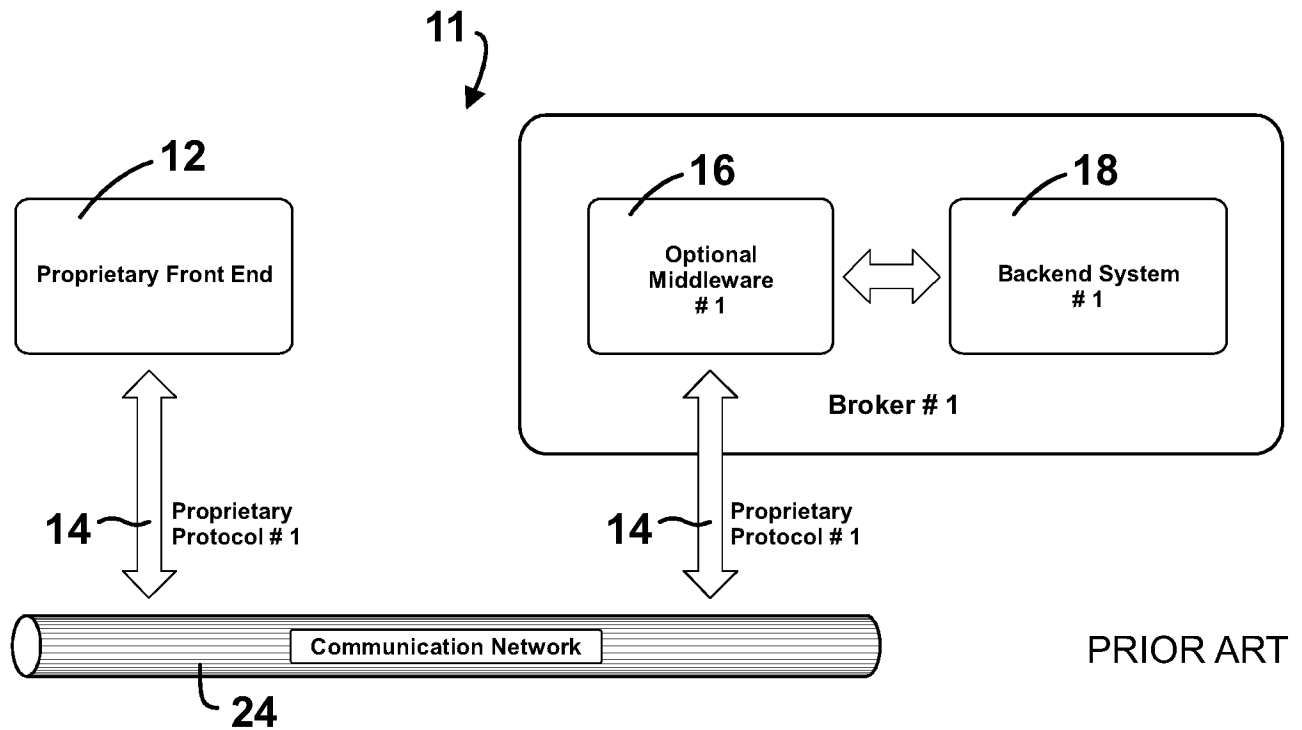 11
12
16
18
Proprietary Front End
Optional
Middleware
# 1
Backend System
# 1
Broker # 1
14
Proprietary
Protocol # 1
14
Proprietary
Protocol # 1
Communication Network
PRIOR ART
24